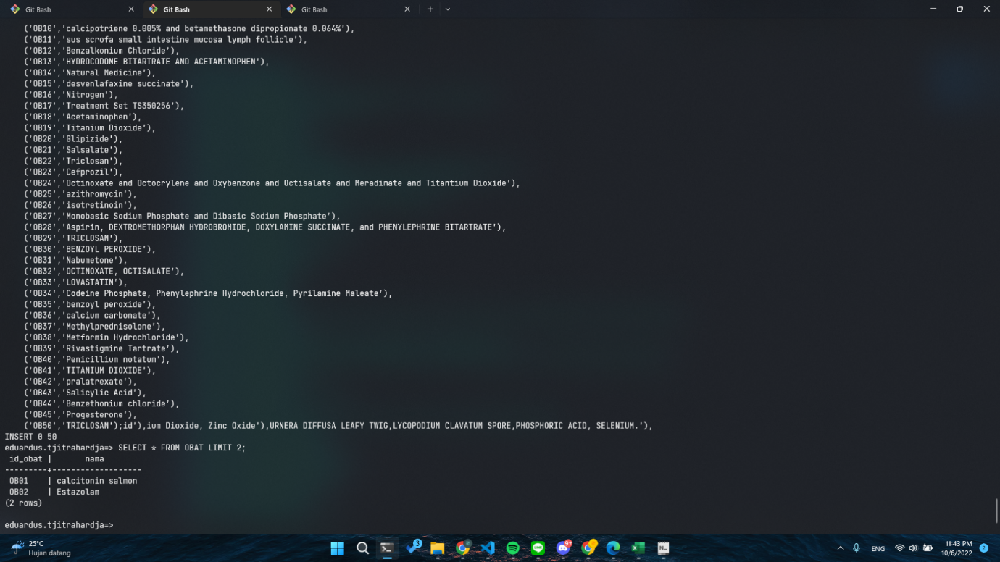 Git Bash
Git Bash
Git Bash
('OB10','calcipotriene 0.005% and betamethasone dipropionate 0.064%'),
('OB11','sus scrofa small intestine mucosa lymph follicle'),
('OB12','Benzalkonium Chloride'),
('OB13','HYDROCODONE BITARTRATE AND ACETAMINOPHEN'),
('OB14','Natural Medicine'),
('OB15','desvenlafaxine succinate'),
('OB16','Nitrogen'),
('OB17','Treatment Set TS350256'),
('OB18','Acetaminophen'),
('OB19','Titanium Dioxide'),
('OB20','Glipizide'),
('OB21','Salsalate'),
('OB22','Triclosan'),
('OB23','Cefprozil'),
('OB24','Octinoxate and Octocrylene and Oxybenzone and Octisalate and Meradimate and Titantium Dioxide'),
('OB25','azithromycin'),
('OB26','isotretinoin'),
('OB27','Monobasic Sodium Phosphate and Dibasic Sodium Phosphate'),
('OB28','Aspirin, DEXTROMETHORPHAN HYDROBROMIDE, DOXYLAMINE SUCCINATE, and PHENYLEPHRINE BITARTRATE'),
('OB29','TRICLOSAN'),
('OB30','BENZOYL PEROXIDE'),
('OB31','Nabumetone'),
('OB32','OCTINOXATE, OCTISALATE'),
('OB33','LOVASTATIN'),
('OB34','Codeine Phosphate, Phenylephrine Hydrochloride, Pyrilamine Maleate'),
('OB35','benzoyl peroxide'),
('OB36','calcium carbonate'),
('OB37','Methylprednisolone'),
('OB38','Metformin Hydrochloride'),
('OB39','Rivastigmine Tartrate'),
('OB40','Penicillium notatum'),
('OB41','TITANIUM DIOXIDE'),
('OB42','pralatrexate'),
('OB43','Salicylic Acid'),
('OB44','Benzethonium chloride'),
('OB45','Progesterone'),
('OB50','TRICLOSAN');id'),ium Dioxide, Zinc Oxide'),URNERA DIFFUSA LEAFY TWIG,LYCOPODIUM CLAVATUM SPORE,PHOSPHORIC ACID, SELENIUM.'),
INSERT 0 50
eduardus.tjitrahardja=> SELECT * FROM OBAT LIMIT 2;
id_obat | nama
---------+-------------------
OB01 | calcitonin salmon
OB02 | Estazolam
(2 rows)
eduardus.tjitrahardja=>
25°C
Hujan datang
3
9+
ENG
11:43 PM
10/6/2022
2